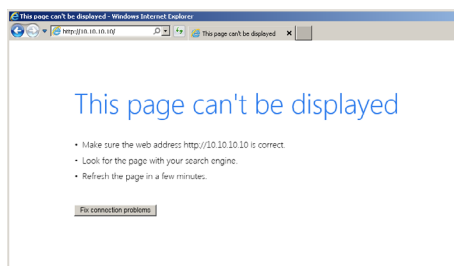 This page can't be displayed - Windows Internet Explorer
http://10.10.10.10/
This page can't be displayed
This page can't be displayed
• Make sure the web address http://10.10.10.10 is correct.
• Look for the page with your search engine.
• Refresh the page in a few minutes.
Fix connection problems